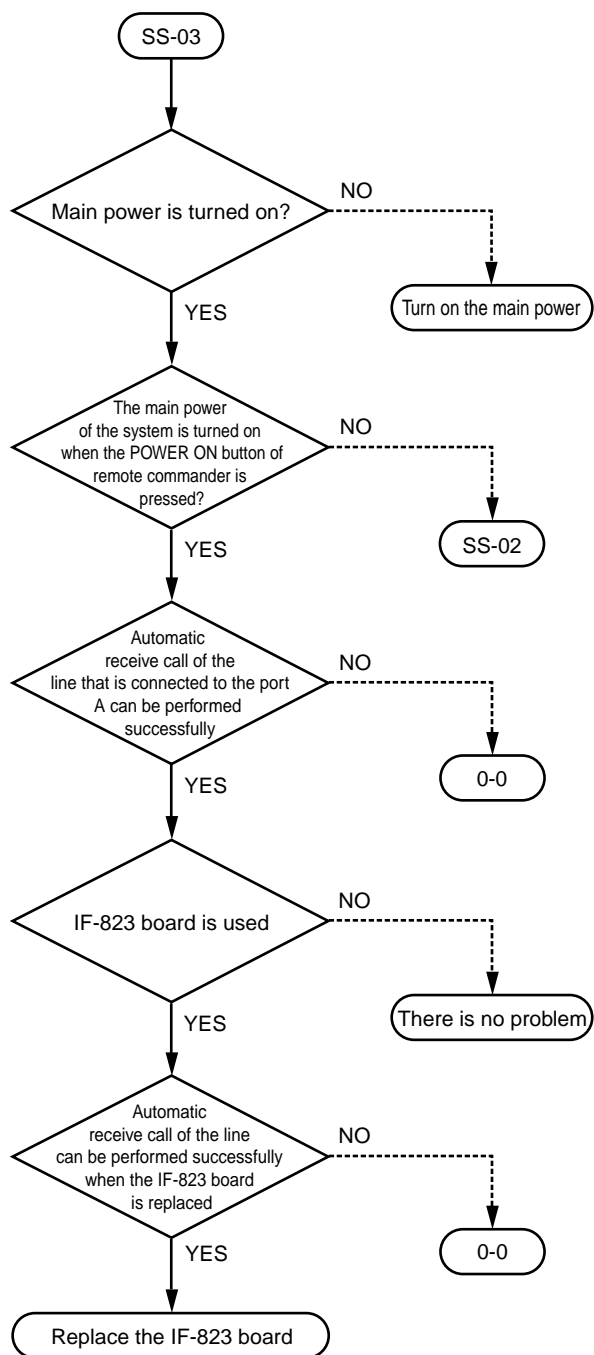 SS-03
Main power is turned on?
NO
Turn on the main power
YES
The main power
of the system is turned on
when the POWER ON button of
remote commander is
pressed?
NO
SS-02
YES
Automatic
receive call of the
line that is connected to the port
A can be performed
successfully
NO
0-0
YES
IF-823 board is used
NO
There is no problem
YES
Automatic
receive call of the line
can be performed successfully
when the IF-823 board
is replaced
NO
0-0
YES
Replace the IF-823 board